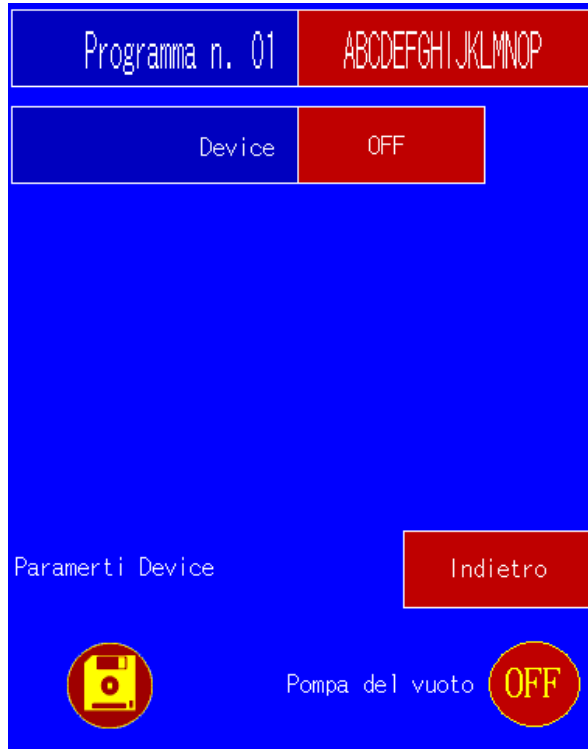 Programma n. 01 ABCDEFGHIJKLMNOP
Device OFF
Paramerti Device Indietro
Pompa del vuoto OFF